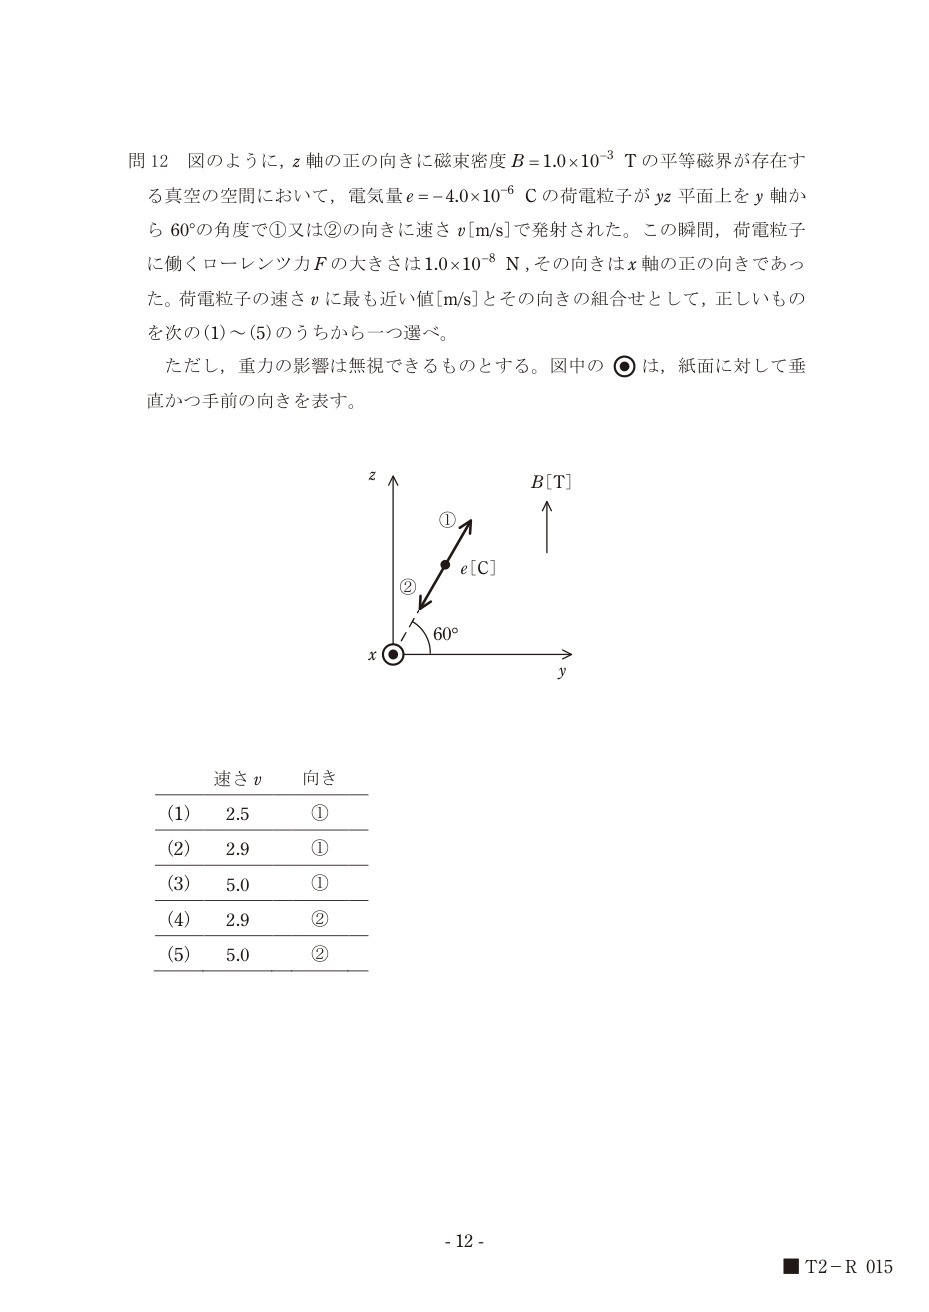 問 12　図のように, z 軸の正の向きに磁束密度 B = 1.0×10⁻³ T の平等磁界が存在す
る真空の空間において，電気量 e = −4.0×10⁻⁶ C の荷電粒子が yz 平面上を y 軸か
ら 60°の角度で①又は②の向きに速さ v [m/s] で発射された。この瞬間，荷電粒子
に働くローレンツ力 F の大きさは 1.0×10⁻⁸ N , その向きは x 軸の正の向きであっ
た。荷電粒子の速さ v に最も近い値[m/s]とその向きの組合せとして, 正しいもの
を次の(1)～(5)のうちから一つ選べ。
ただし，重力の影響は無視できるものとする。図中の ⦿ は，紙面に対して垂
直かつ手前の向きを表す。
z
B[T]
①
e[C]
②
60°
x
y
速さ v　向き
(1)　2.5　①
(2)　2.9　①
(3)　5.0　①
(4)　2.9　②
(5)　5.0　②
- 12 -
■ T2－R 015